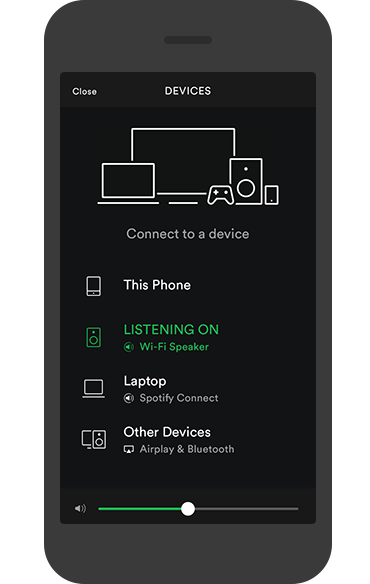 Close
DEVICES
Connect to a device
This Phone
LISTENING ON
Wi-Fi Speaker
Laptop
Spotify Connect
Other Devices
Airplay & Bluetooth